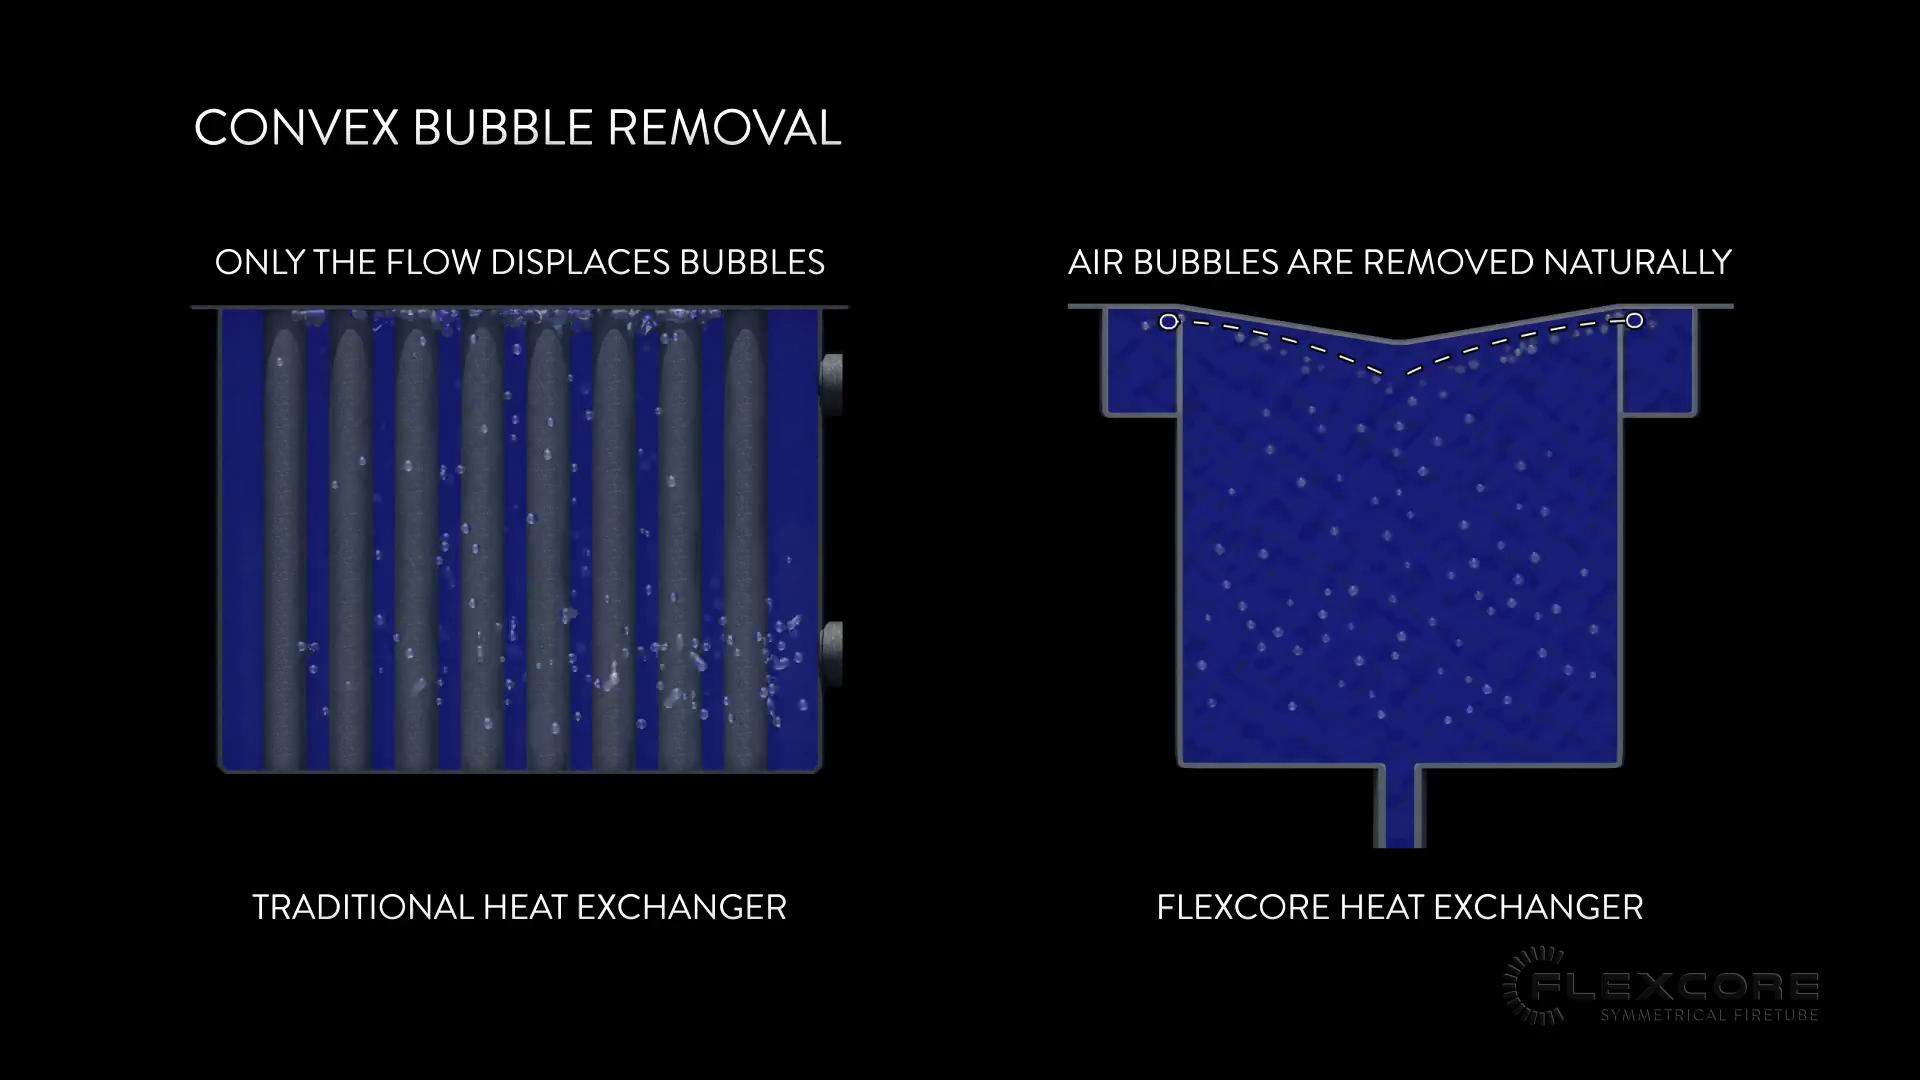 CONVEX BUBBLE REMOVAL
ONLY THE FLOW DISPLACES BUBBLES
AIR BUBBLES ARE REMOVED NATURALLY
TRADITIONAL HEAT EXCHANGER
FLEXCORE HEAT EXCHANGER
FLEXCORE
SYMMETRICAL FIRETUBE